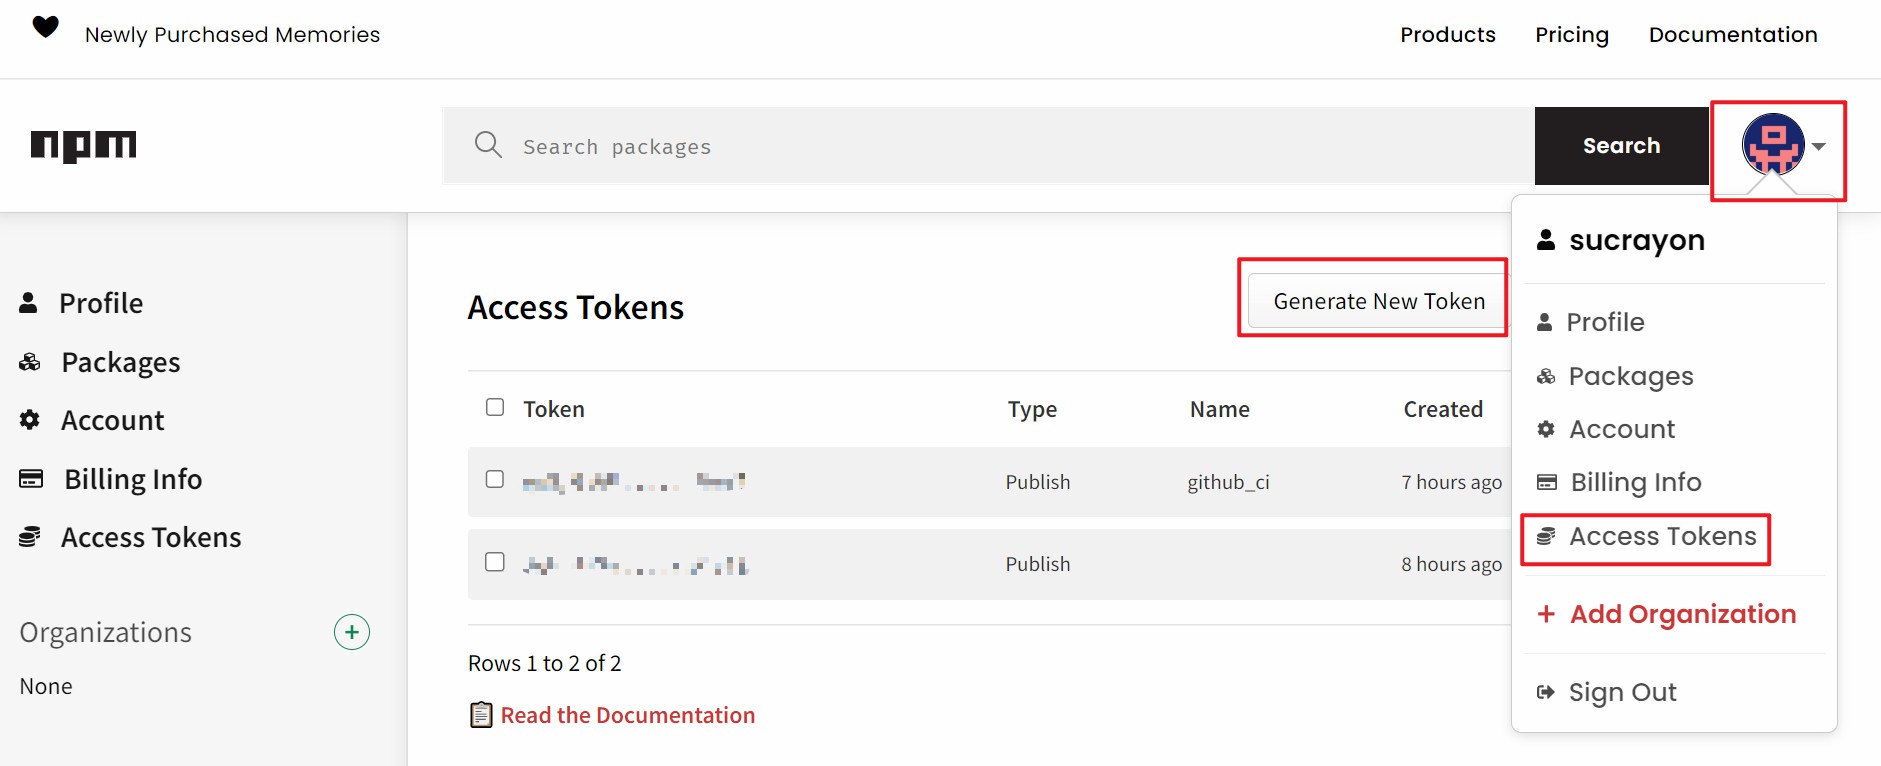 Newly Purchased Memories
Products Pricing Documentation
npm
Search packages
Search
sucrayon
Profile
Packages
Account
Billing Info
Access Tokens
Add Organization
Sign Out
Profile
Packages
Account
Billing Info
Access Tokens
Organizations
None
Access Tokens
Generate New Token
Token Type Name Created
Publish github_ci 7 hours ago
Publish 8 hours ago
Rows 1 to 2 of 2
Read the Documentation